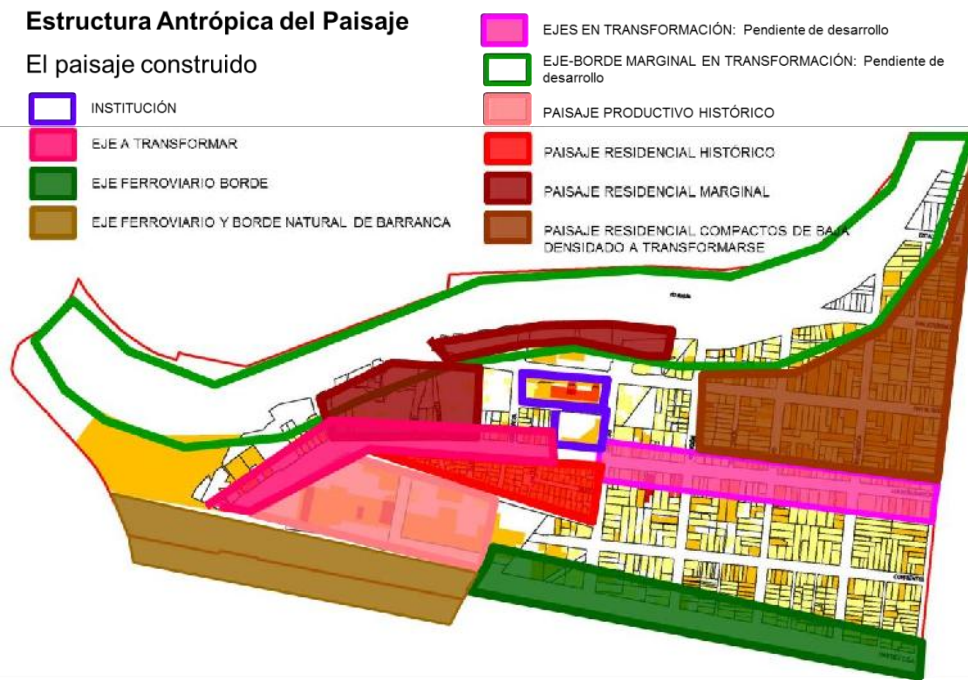 Estructura Antrópica del Paisaje
El paisaje construido
INSTITUCIÓN
EJE A TRANSFORMAR
EJE FERROVIARIO BORDE
EJE FERROVIARIO Y BORDE NATURAL DE BARRANCA
EJES EN TRANSFORMACIÓN: Pendiente de desarrollo
EJE-BORDE MARGINAL EN TRANSFORMACIÓN: Pendiente de
desarrollo
PAISAJE PRODUCTIVO HISTÓRICO
PAISAJE RESIDENCIAL HISTÓRICO
PAISAJE RESIDENCIAL MARGINAL
PAISAJE RESIDENCIAL COMPACTOS DE BAJA
DENSIDADO A TRANSFORMARSE
CORRIENTES